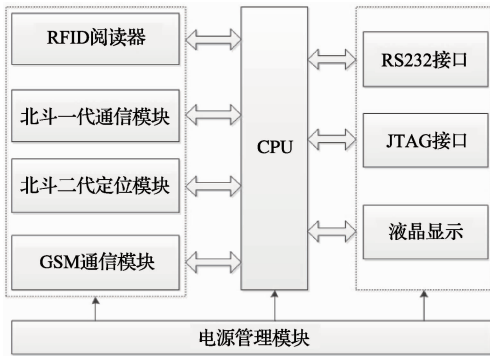 RFID阅读器
北斗一代通信模块
北斗二代定位模块
GSM通信模块
CPU
RS232接口
JTAG接口
液晶显示
电源管理模块